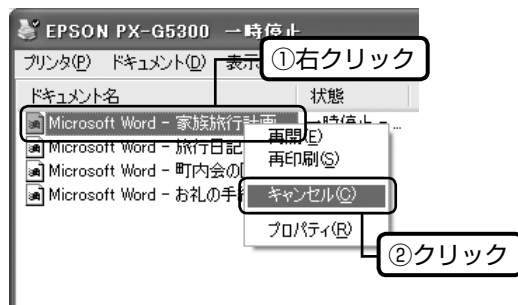 EPSON PX-G5300 一時停止
プリンタ(P) ドキュメント(D) 表示
①右クリック
ドキュメント名 状態
Microsoft Word - 家族旅行計画 一時停止 - ...
Microsoft Word - 旅行日記
Microsoft Word - 町内会の
Microsoft Word - お礼の手
再開(E)
再印刷(S)
キャンセル(C)
プロパティ(R)
②クリック